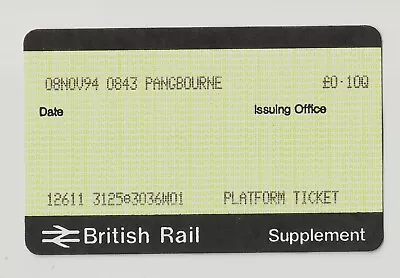 08NOV94 0843 PANGBOURNE £0·10Q
Date Issuing Office
12611 3125@3036W01 PLATFORM TICKET
British Rail Supplement